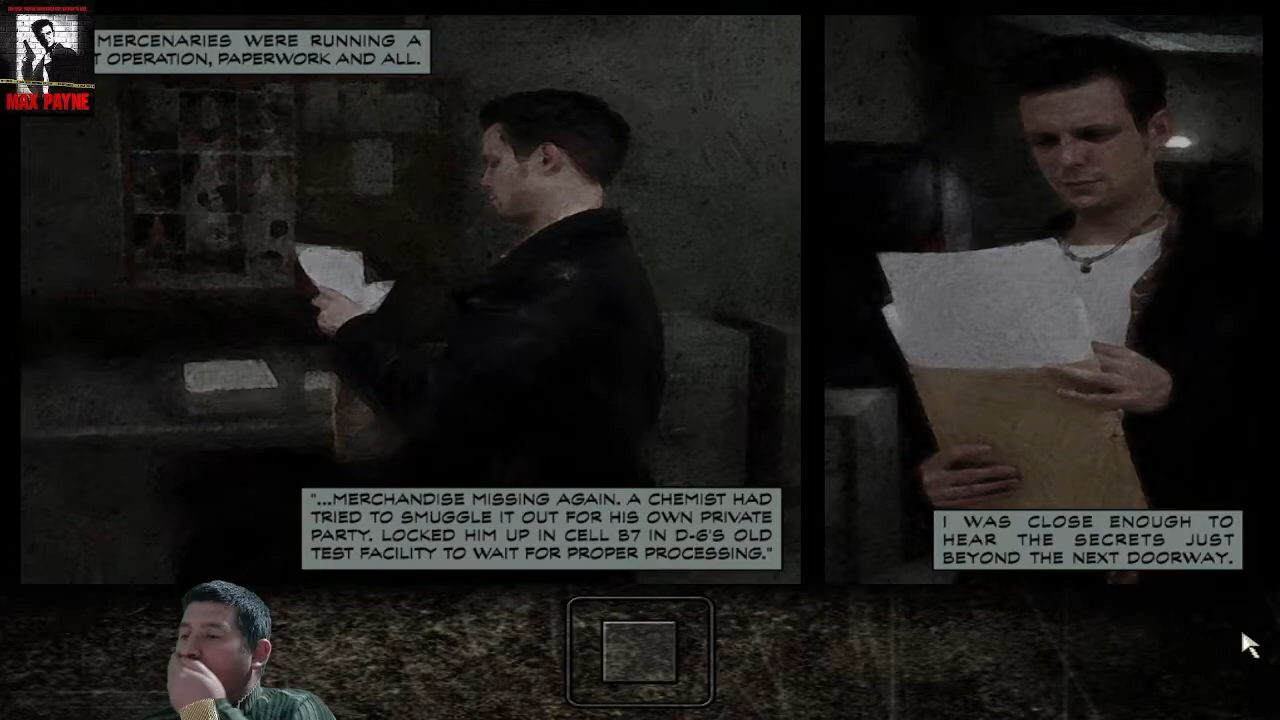 MAX PAYNE
MERCENARIES WERE RUNNING A
T OPERATION, PAPERWORK AND ALL.
"...MERCHANDISE MISSING AGAIN. A CHEMIST HAD
TRIED TO SMUGGLE IT OUT FOR HIS OWN PRIVATE
PARTY. LOCKED HIM UP IN CELL B7 IN D-6'S OLD
TEST FACILITY TO WAIT FOR PROPER PROCESSING."
I WAS CLOSE ENOUGH TO
HEAR THE SECRETS JUST
BEYOND THE NEXT DOORWAY.